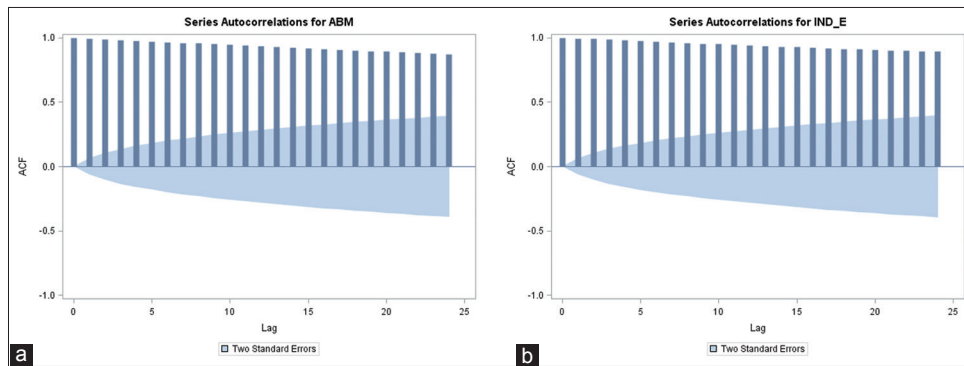 Series Autocorrelations for ABM
1.0
0.5
0.0
-0.5
-1.0
ACF
0 5 10 15 20 25
Lag
Two Standard Errors
a
Series Autocorrelations for IND_E
1.0
0.5
0.0
-0.5
-1.0
ACF
0 5 10 15 20 25
Lag
Two Standard Errors
b